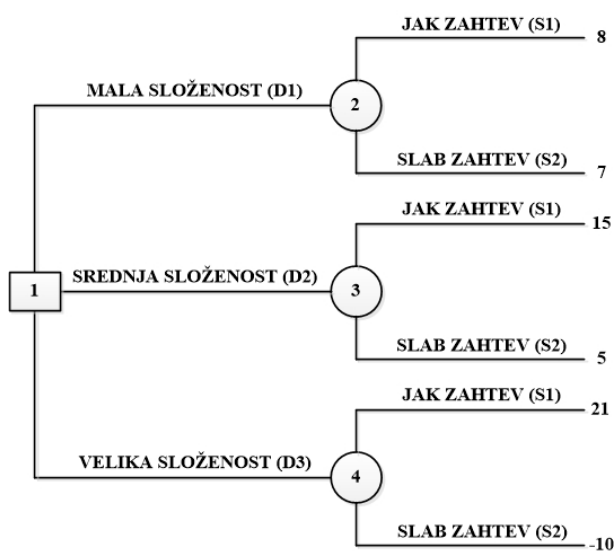 JAK ZAHTEV (S1) 8
MALA SLOŽENOST (D1) 2
SLAB ZAHTEV (S2) 7
JAK ZAHTEV (S1) 15
1 SREDNJA SLOŽENOST (D2) 3
SLAB ZAHTEV (S2) 5
JAK ZAHTEV (S1) 21
VELIKA SLOŽENOST (D3) 4
SLAB ZAHTEV (S2) -10